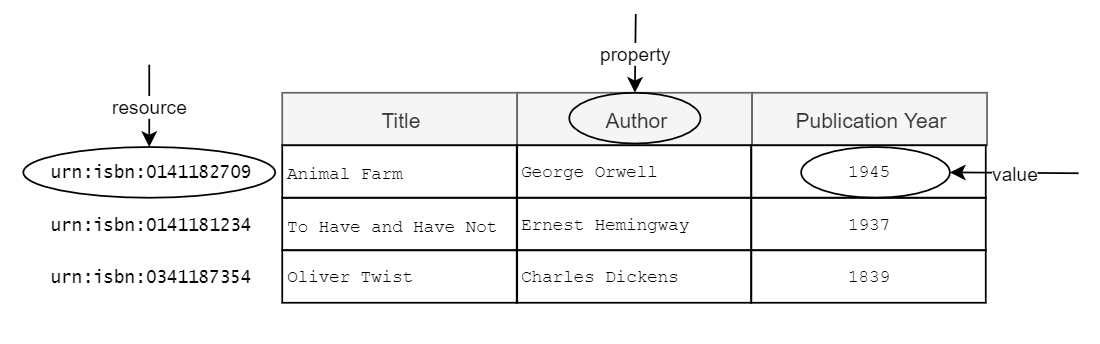 property
resource
Title Author Publication Year
urn:isbn:0141182709 Animal Farm George Orwell 1945 value
urn:isbn:0141181234 To Have and Have Not Ernest Hemingway 1937
urn:isbn:0341187354 Oliver Twist Charles Dickens 1839